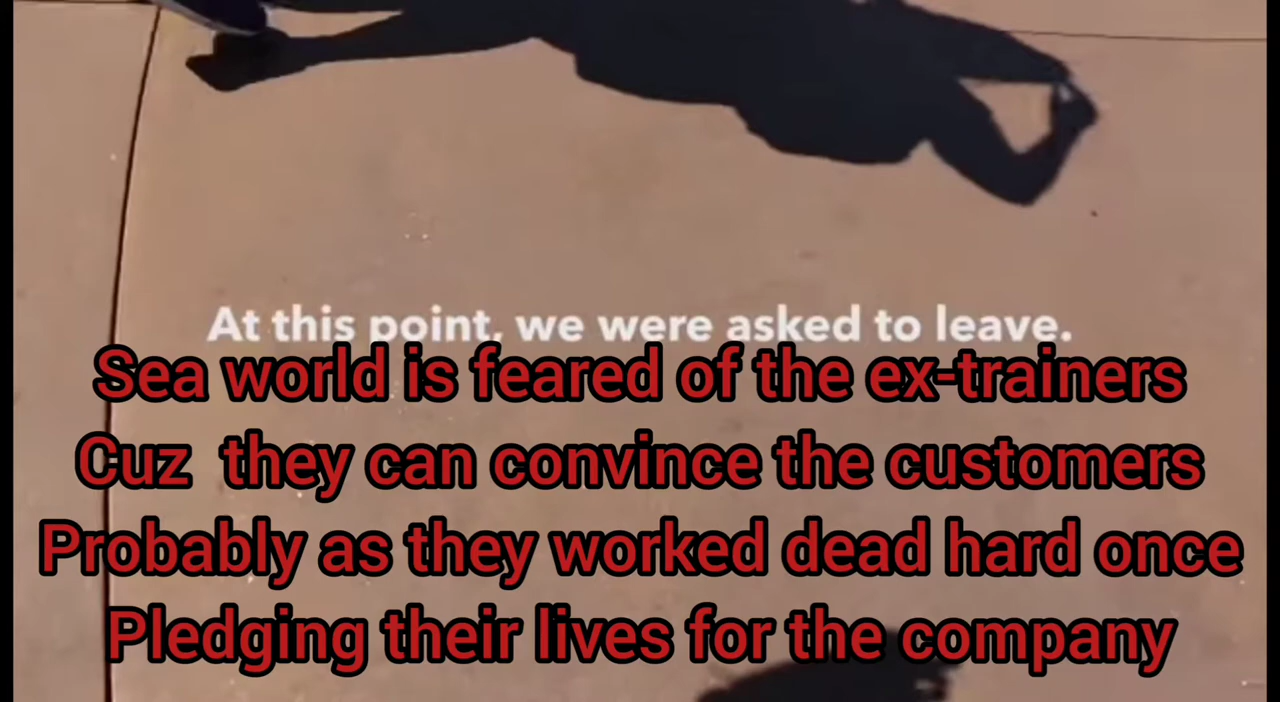 At this point, we were asked to leave.
Sea world is feared of the ex-trainers
Cuz they can convince the customers
Probably as they worked dead hard once
Pledging their lives for the company